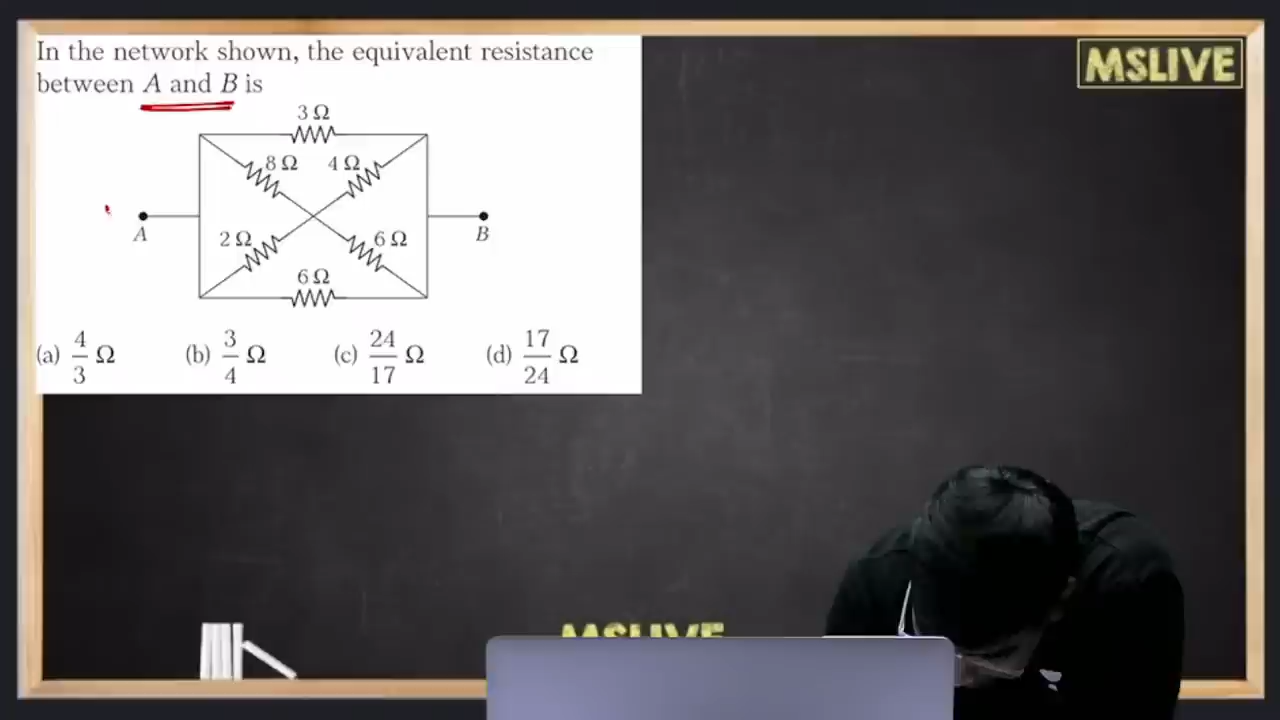 In the network shown, the equivalent resistance
between A and B is
MSLIVE
3 Ω
8 Ω 4 Ω
A
B
2 Ω 6 Ω
6 Ω
(a) 4/3 Ω (b) 3/4 Ω (c) 24/17 Ω (d) 17/24 Ω
MSLIVE